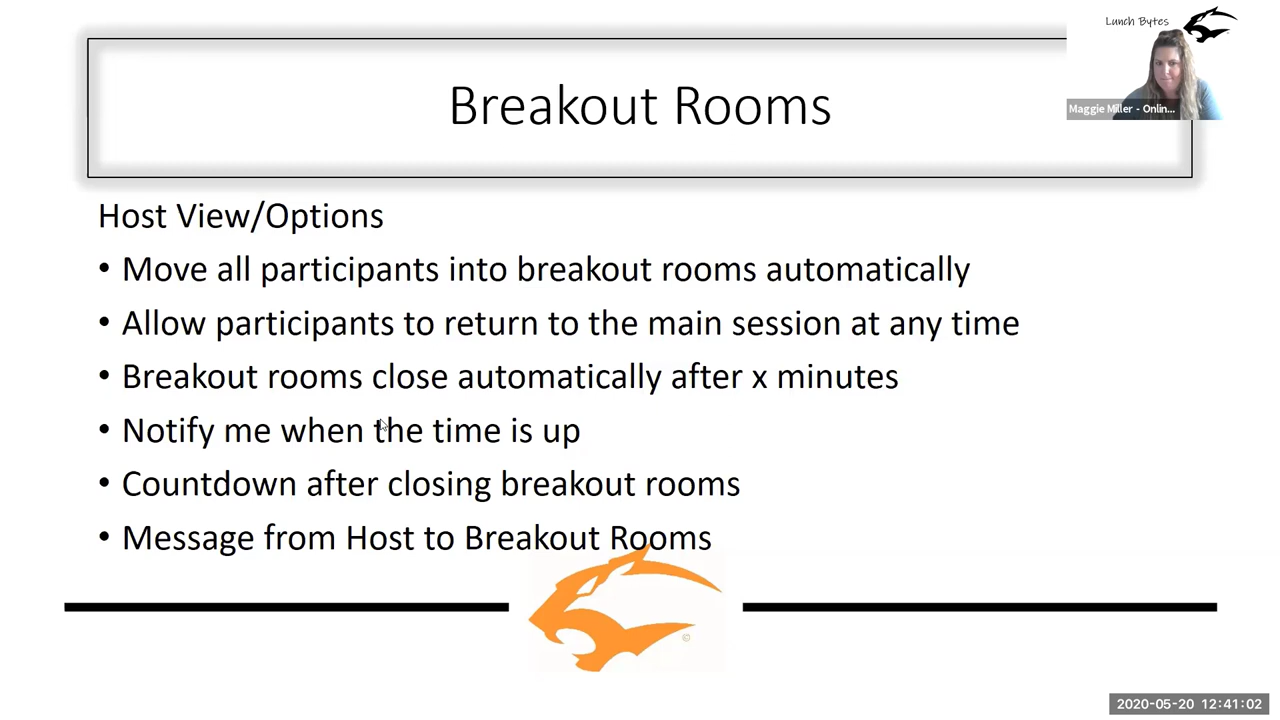 Lunch Bytes
Breakout Rooms
Maggie Miller - Onlin...
Host View/Options
• Move all participants into breakout rooms automatically
• Allow participants to return to the main session at any time
• Breakout rooms close automatically after x minutes
• Notify me when the time is up
• Countdown after closing breakout rooms
• Message from Host to Breakout Rooms
©
2020-05-20 12:41:02